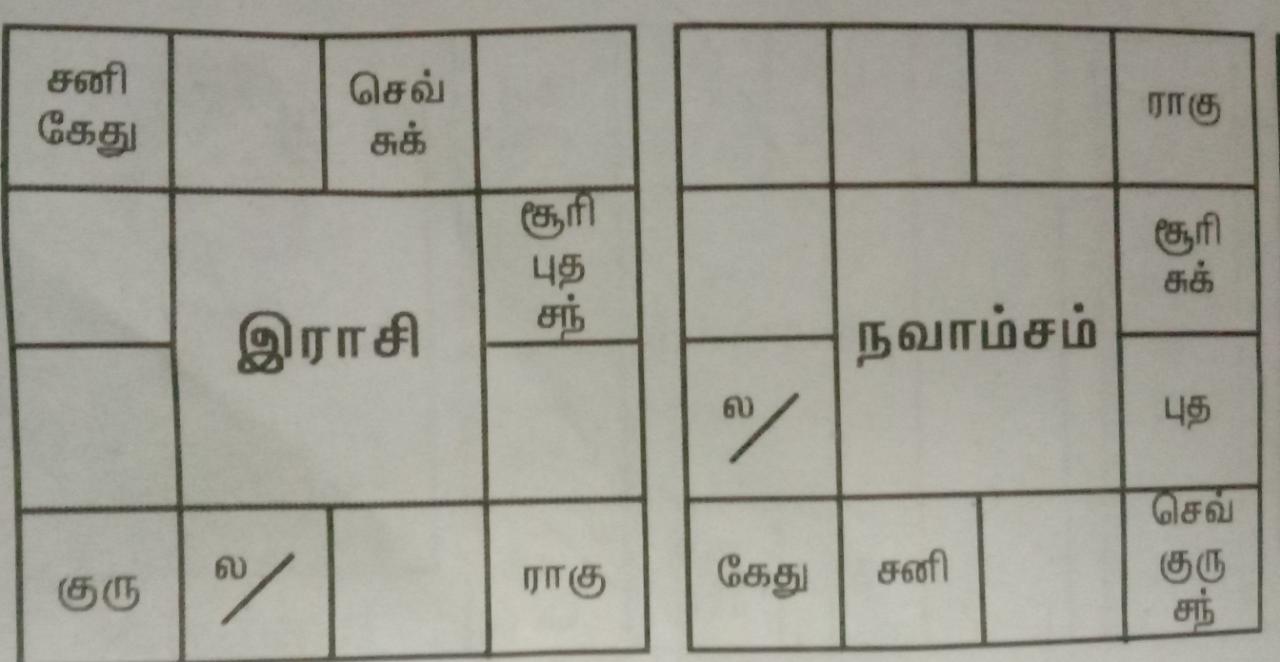 சனி
கேது
செவ்
சுக்
சூரி
புத
சந்
இராசி
குரு
ல/
ராகு
ராகு
சூரி
சுக்
நவாம்சம்
ல/
புத
கேது
சனி
செவ்
குரு
சந்